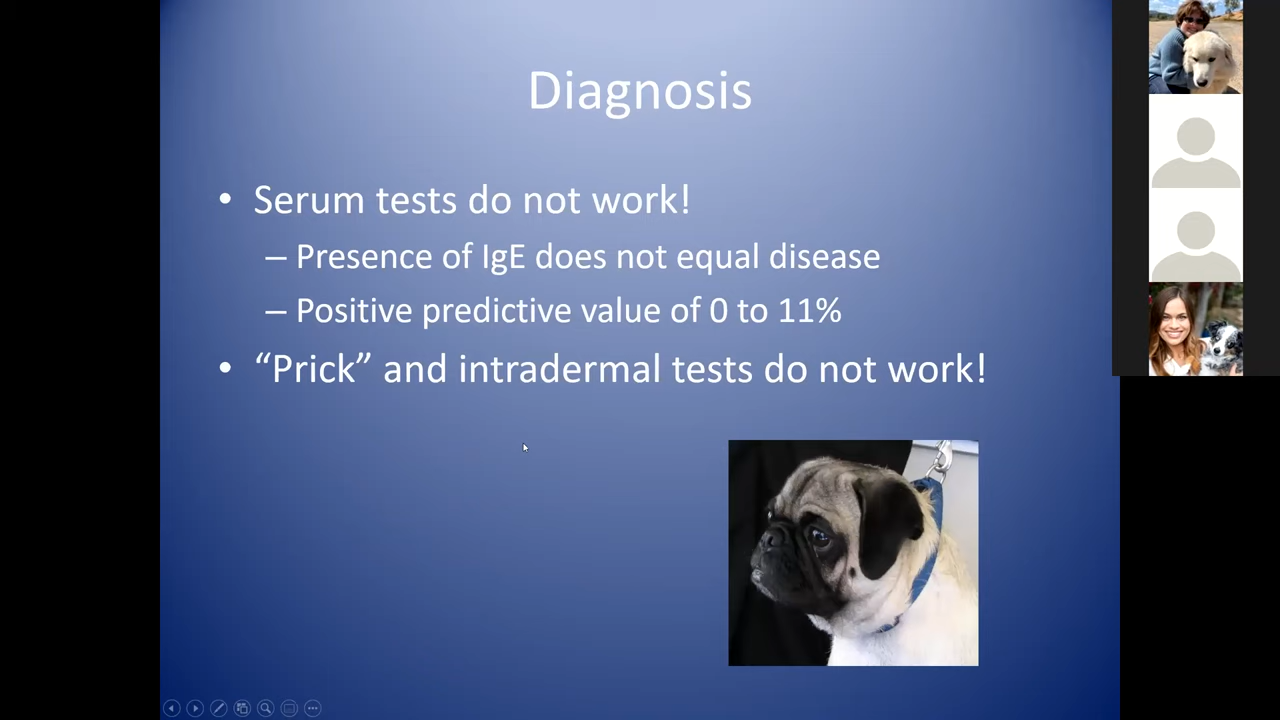 Diagnosis
• Serum tests do not work!
– Presence of IgE does not equal disease
– Positive predictive value of 0 to 11%
• “Prick” and intradermal tests do not work!